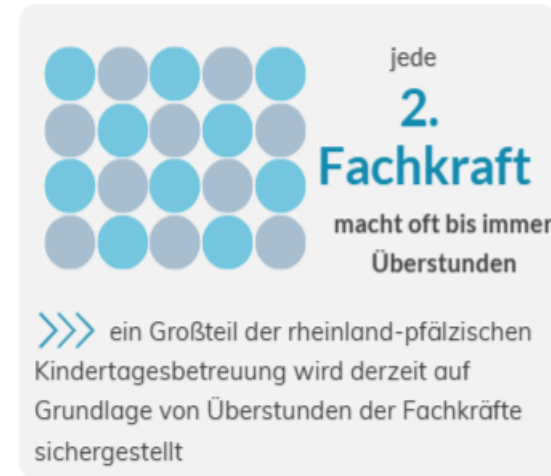 jede
2.
Fachkraft
macht oft bis immer
Überstunden
ein Großteil der rheinland-pfälzischen
Kindertagesbetreuung wird derzeit auf
Grundlage von Überstunden der Fachkräfte
sichergestellt